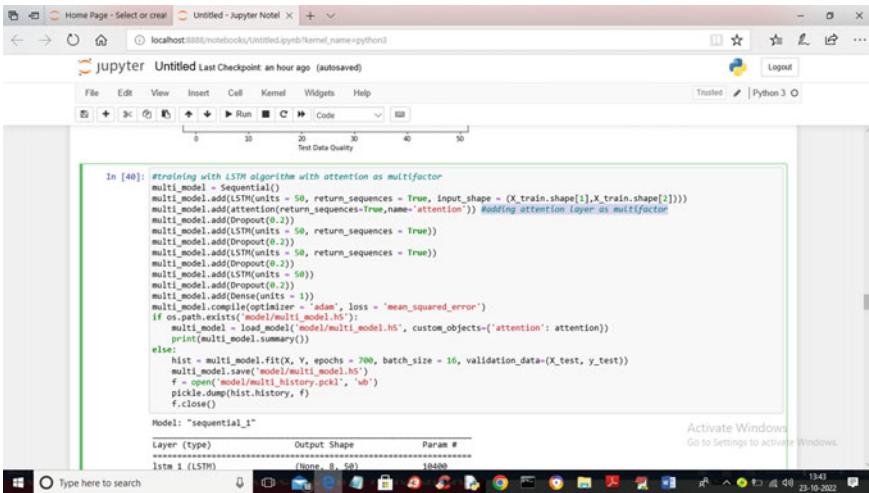 Home Page - Select or creat
Untitled - Jupyter Notel
localhost:8888/notebooks/Untitled.ipynb?kernel_name=python3
jupyter Untitled Last Checkpoint: an hour ago (autosaved)
Logout
File Edit View Insert Cell Kernel Widgets Help
Trusted Python 3
Run Code
0 10 20 30 40 50
Test Data Quality
In [40]: #training with LSTM algorithm with attention as multifactor
multi_model = Sequential()
multi_model.add(LSTM(units = 50, return_sequences = True, input_shape = (X_train.shape[1],X_train.shape[2])))
multi_model.add(attention(return_sequences=True,name='attention')) #adding attention layer as multifactor
multi_model.add(Dropout(0.2))
multi_model.add(LSTM(units = 50, return_sequences = True))
multi_model.add(Dropout(0.2))
multi_model.add(LSTM(units = 50, return_sequences = True))
multi_model.add(Dropout(0.2))
multi_model.add(LSTM(units = 50))
multi_model.add(Dropout(0.2))
multi_model.add(Dense(units = 1))
multi_model.compile(optimizer = 'adam', loss = 'mean_squared_error')
if os.path.exists('model/multi_model.h5'):
multi_model = load_model('model/multi_model.h5', custom_objects={'attention': attention})
print(multi_model.summary())
else:
hist = multi_model.fit(X, Y, epochs = 700, batch_size = 16, validation_data=(X_test, y_test))
multi_model.save('model/multi_model.h5')
f = open('model/multi_history.pckl', 'wb')
pickle.dump(hist.history, f)
f.close()
Model: "sequential_1"
Layer (type) Output Shape Param #
lstm_1 (LSTM) (None, 8, 50) 10400
Activate Windows
Go to Settings to activate Windows.
Type here to search
13:43
23-10-2022